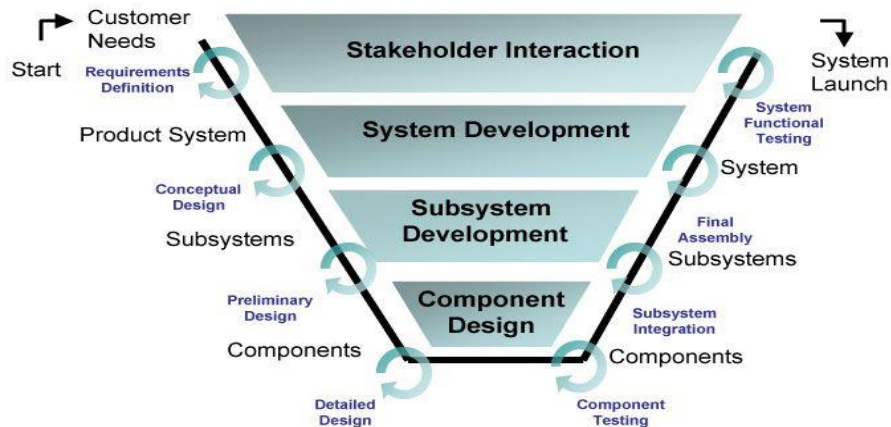 Customer
Needs
Start
Stakeholder Interaction
System
Launch
Requirements
Definition
System
Functional
Testing
Product System
System Development
System
Conceptual
Design
Subsystem
Development
Final
Assembly
Subsystems
Subsystems
Preliminary
Design
Component
Design
Subsystem
Integration
Components
Components
Detailed
Design
Component
Testing